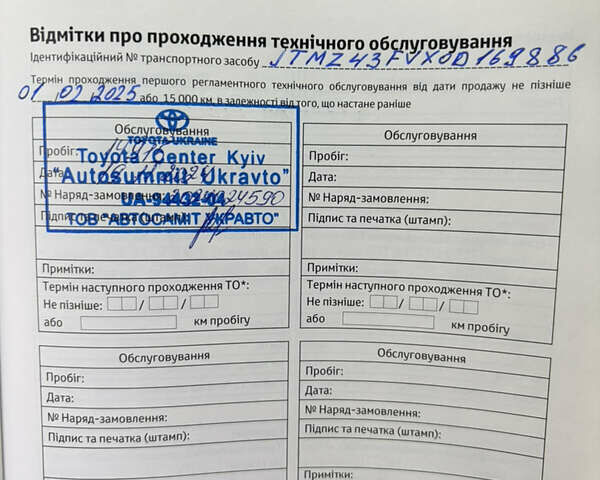 Відмітки про проходження технічного обслуговування
Ідентифікаційний № транспортного засобу JTMZ43FVX0D169886
Термін проходження першого регламентного технічного обслуговування від дати продажу не пізніше
01.02.2025 або 15 000 км, в залежності від того, що настане раніше
Обслуговування
Пробіг:
Дата:
№ Наряд-замовлення:
Підпис та печатка (штамп):
TOYOTA UKRAINE
Toyota Center Kyiv
"Autosummit Ukravto"
UA-94432-04
ТОВ "АВТОСАМІТ УКРАВТО"
Примітки:
Термін наступного проходження ТО*:
Не пізніше: / /
або км пробігу
Обслуговування
Пробіг:
Дата:
№ Наряд-замовлення:
Підпис та печатка (штамп):
Примітки:
Термін наступного проходження ТО*:
Не пізніше: / /
або км пробігу
Обслуговування
Пробіг:
Дата:
№ Наряд-замовлення:
Підпис та печатка (штамп):
Обслуговування
Пробіг:
Дата:
№ Наряд-замовлення:
Підпис та печатка (штамп):
Примітки: